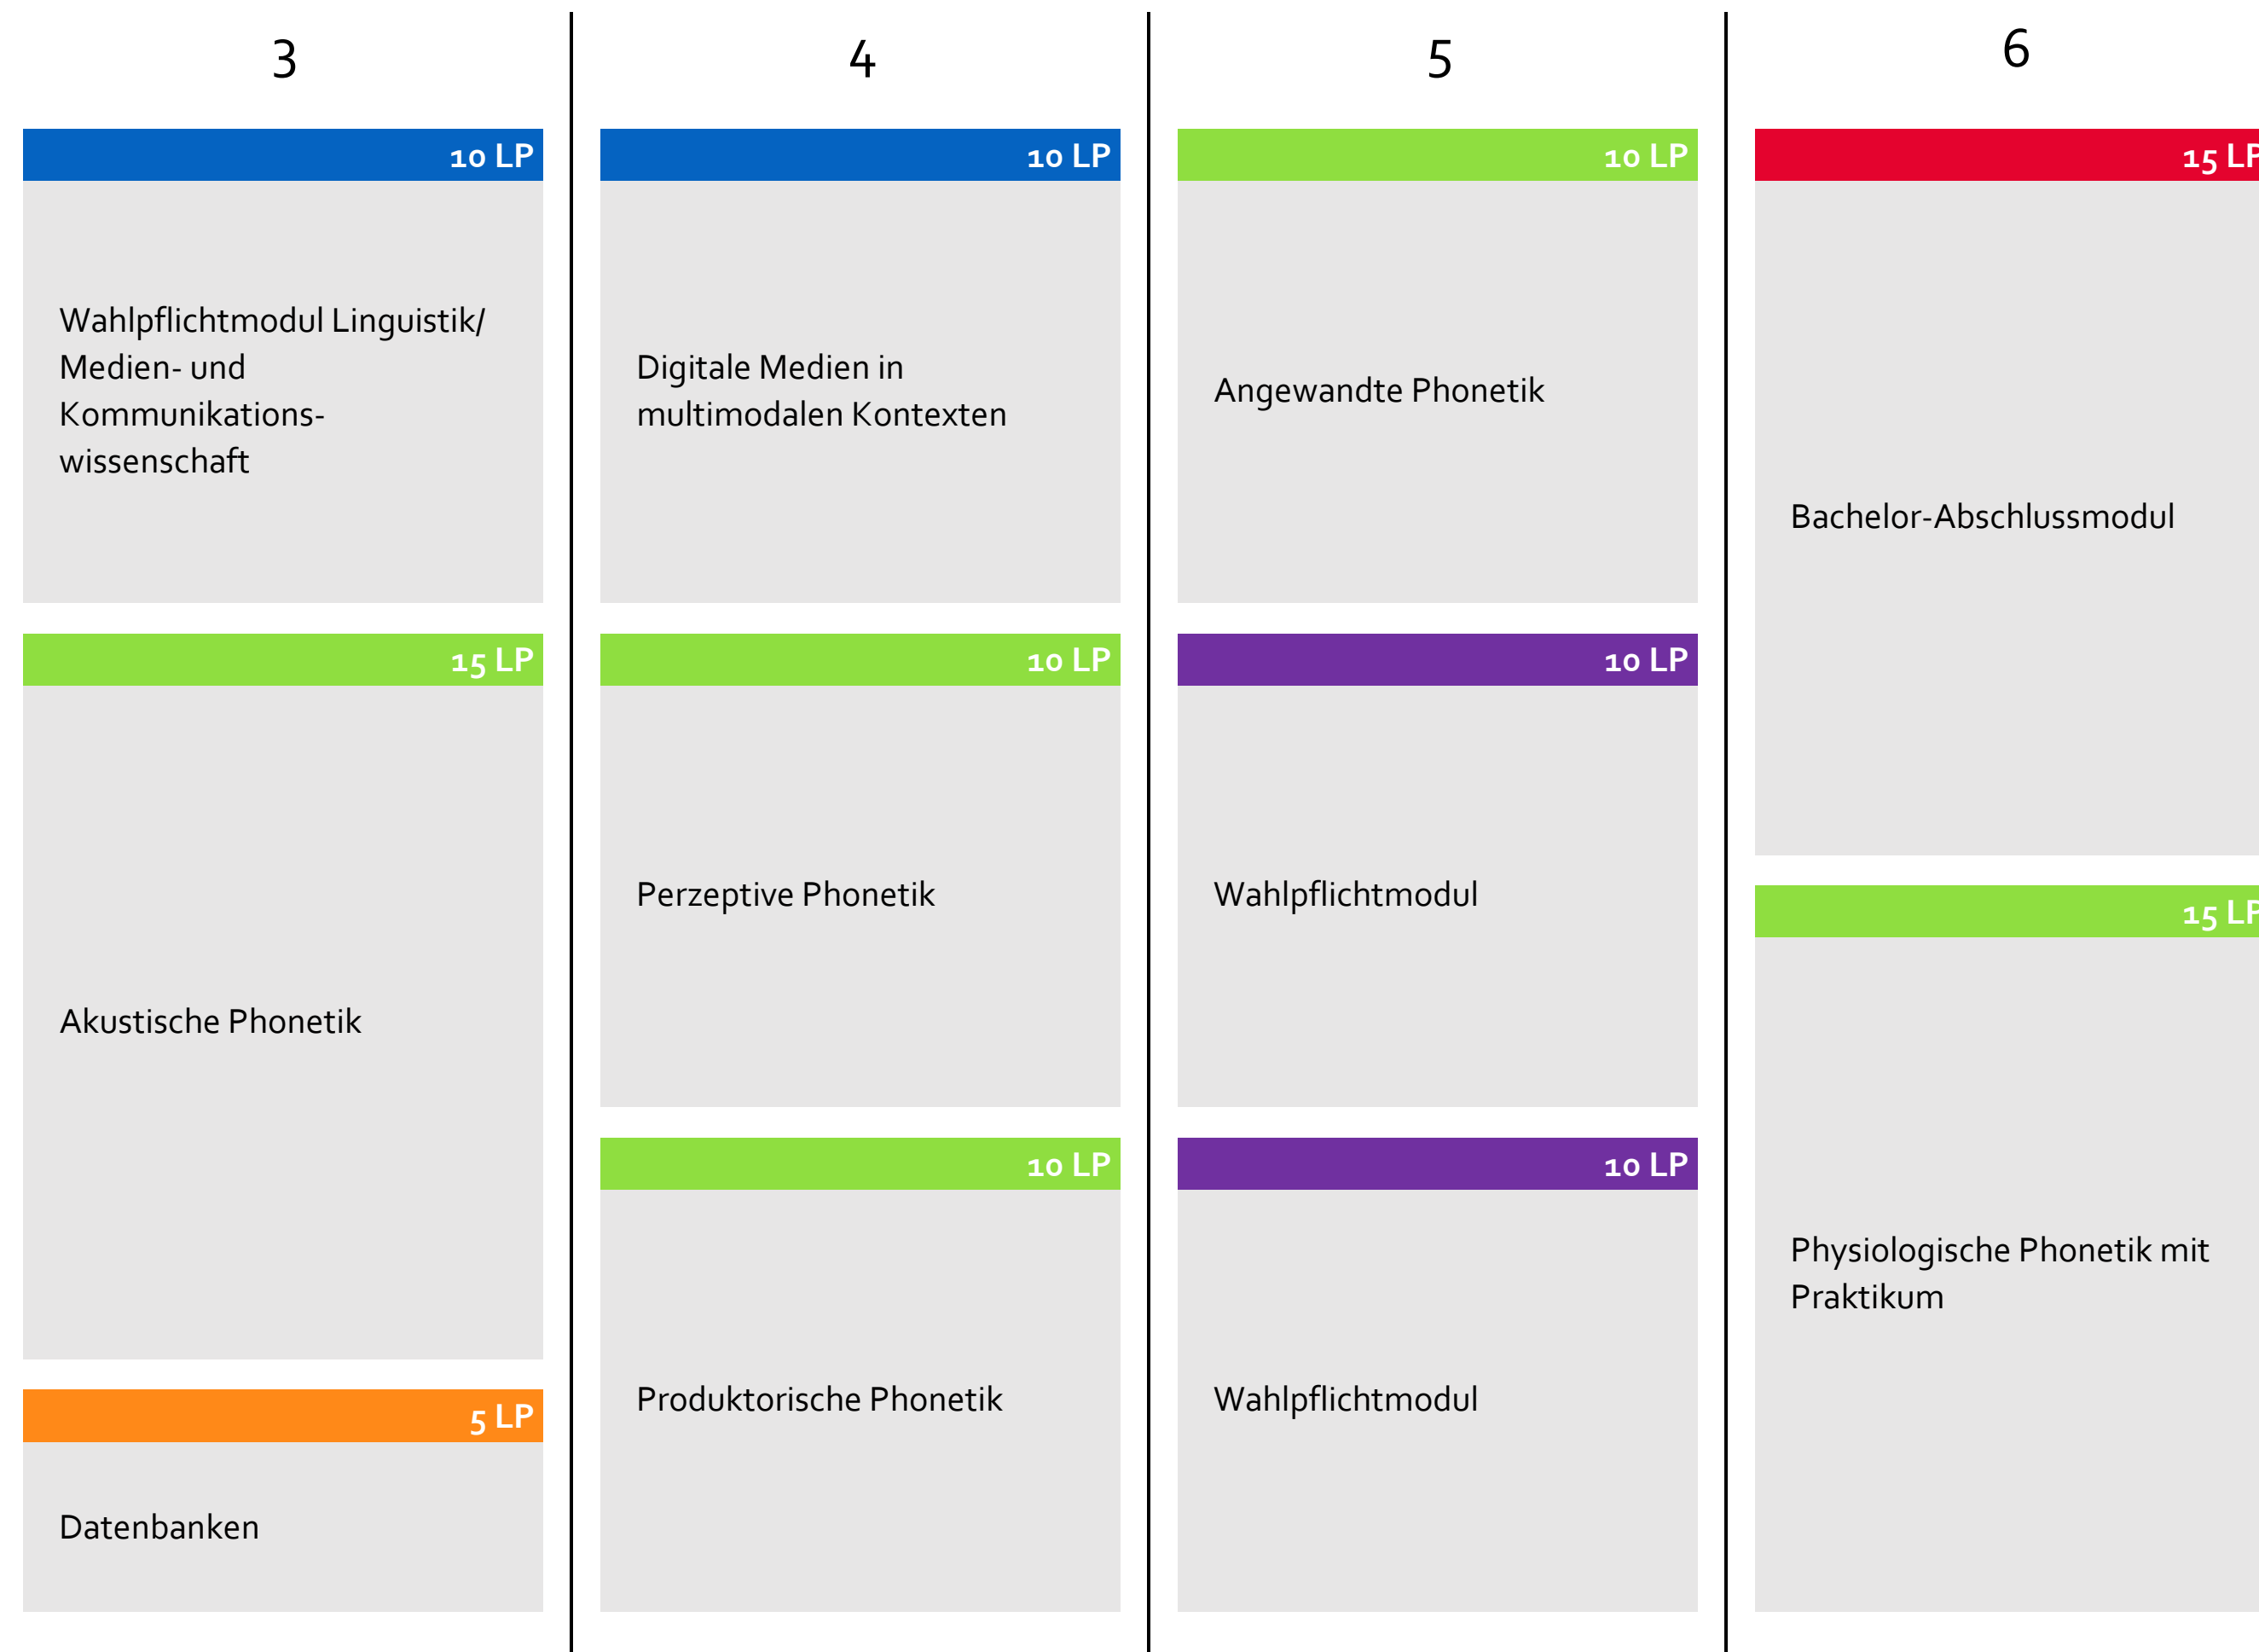 3
10 LP
Wahlpflichtmodul Linguistik/
Medien- und
Kommunikations-
wissenschaft
15 LP
Akustische Phonetik
5 LP
Datenbanken
4
10 LP
Digitale Medien in
multimodalen Kontexten
10 LP
Perzeptive Phonetik
10 LP
Produktorische Phonetik
5
10 LP
Angewandte Phonetik
10 LP
Wahlpflichtmodul
10 LP
Wahlpflichtmodul
6
15 LP
Bachelor-Abschlussmodul
15 LP
Physiologische Phonetik mit
Praktikum